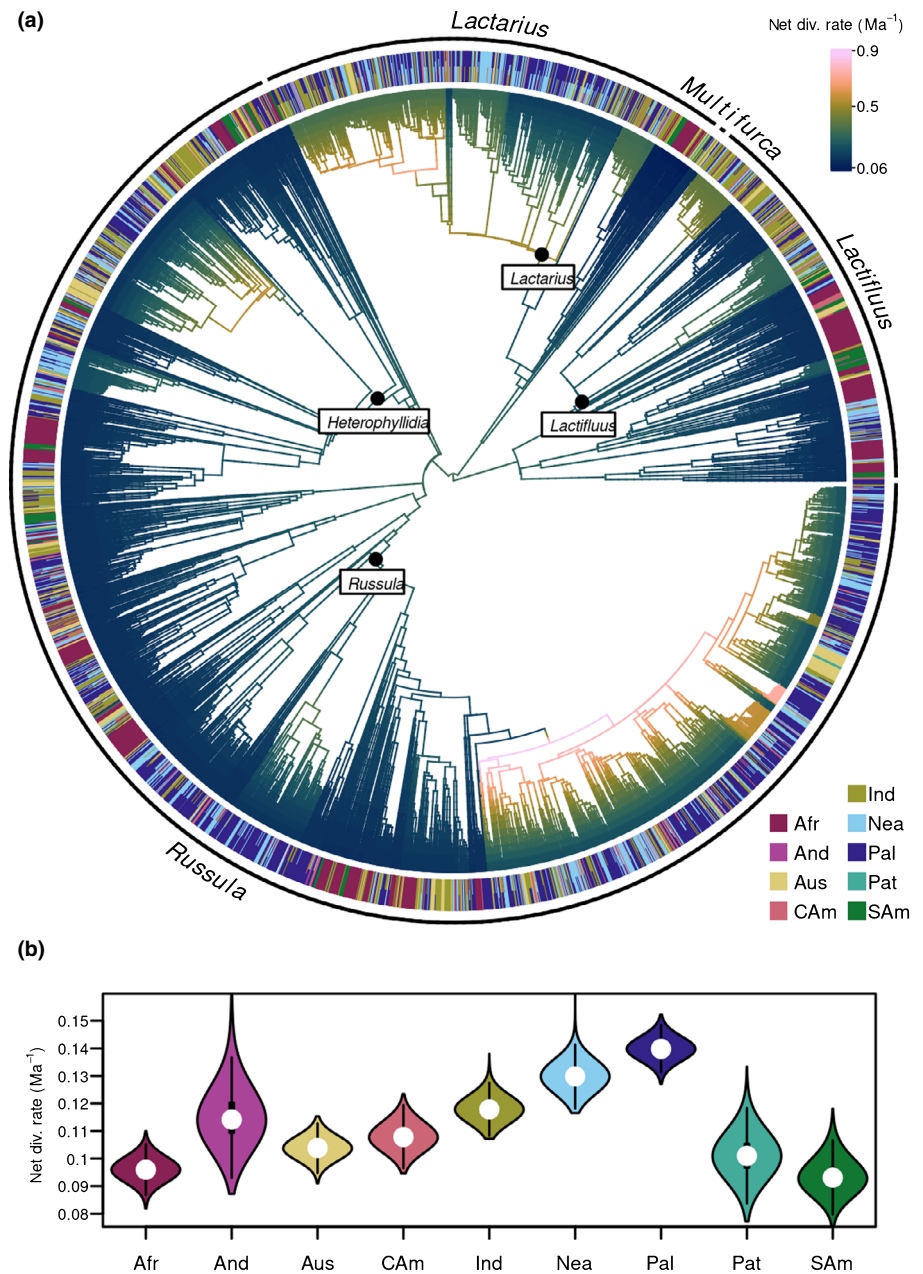 (a)
Lactarius
Net div. rate (Ma⁻¹)
0.9
0.5
0.06
Multifurca
Lactifluus
Lactarius
Heterophyllidia
Lactifluus
Russula
Russula
Ind
Afr
Nea
And
Pal
Aus
Pat
CAm
SAm
(b)
Net div. rate (Ma⁻¹)
0.15
0.14
0.13
0.12
0.11
0.1
0.09
0.08
Afr And Aus CAm Ind Nea Pal Pat SAm